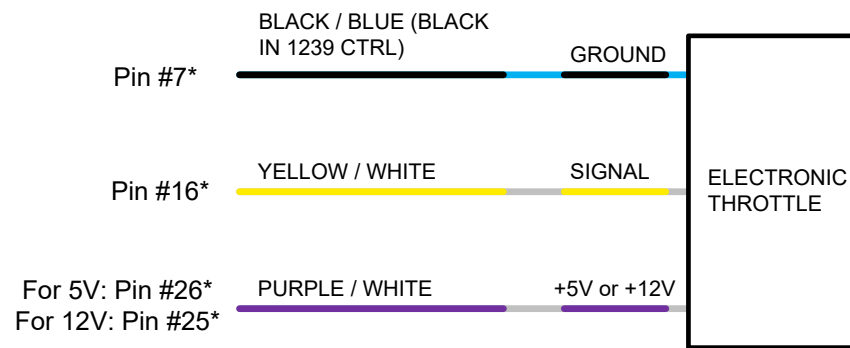 BLACK / BLUE (BLACK
IN 1239 CTRL)
GROUND
Pin #7*
YELLOW / WHITE
SIGNAL
Pin #16*
ELECTRONIC
THROTTLE
For 5V: Pin #26*
For 12V: Pin #25*
PURPLE / WHITE
+5V or +12V